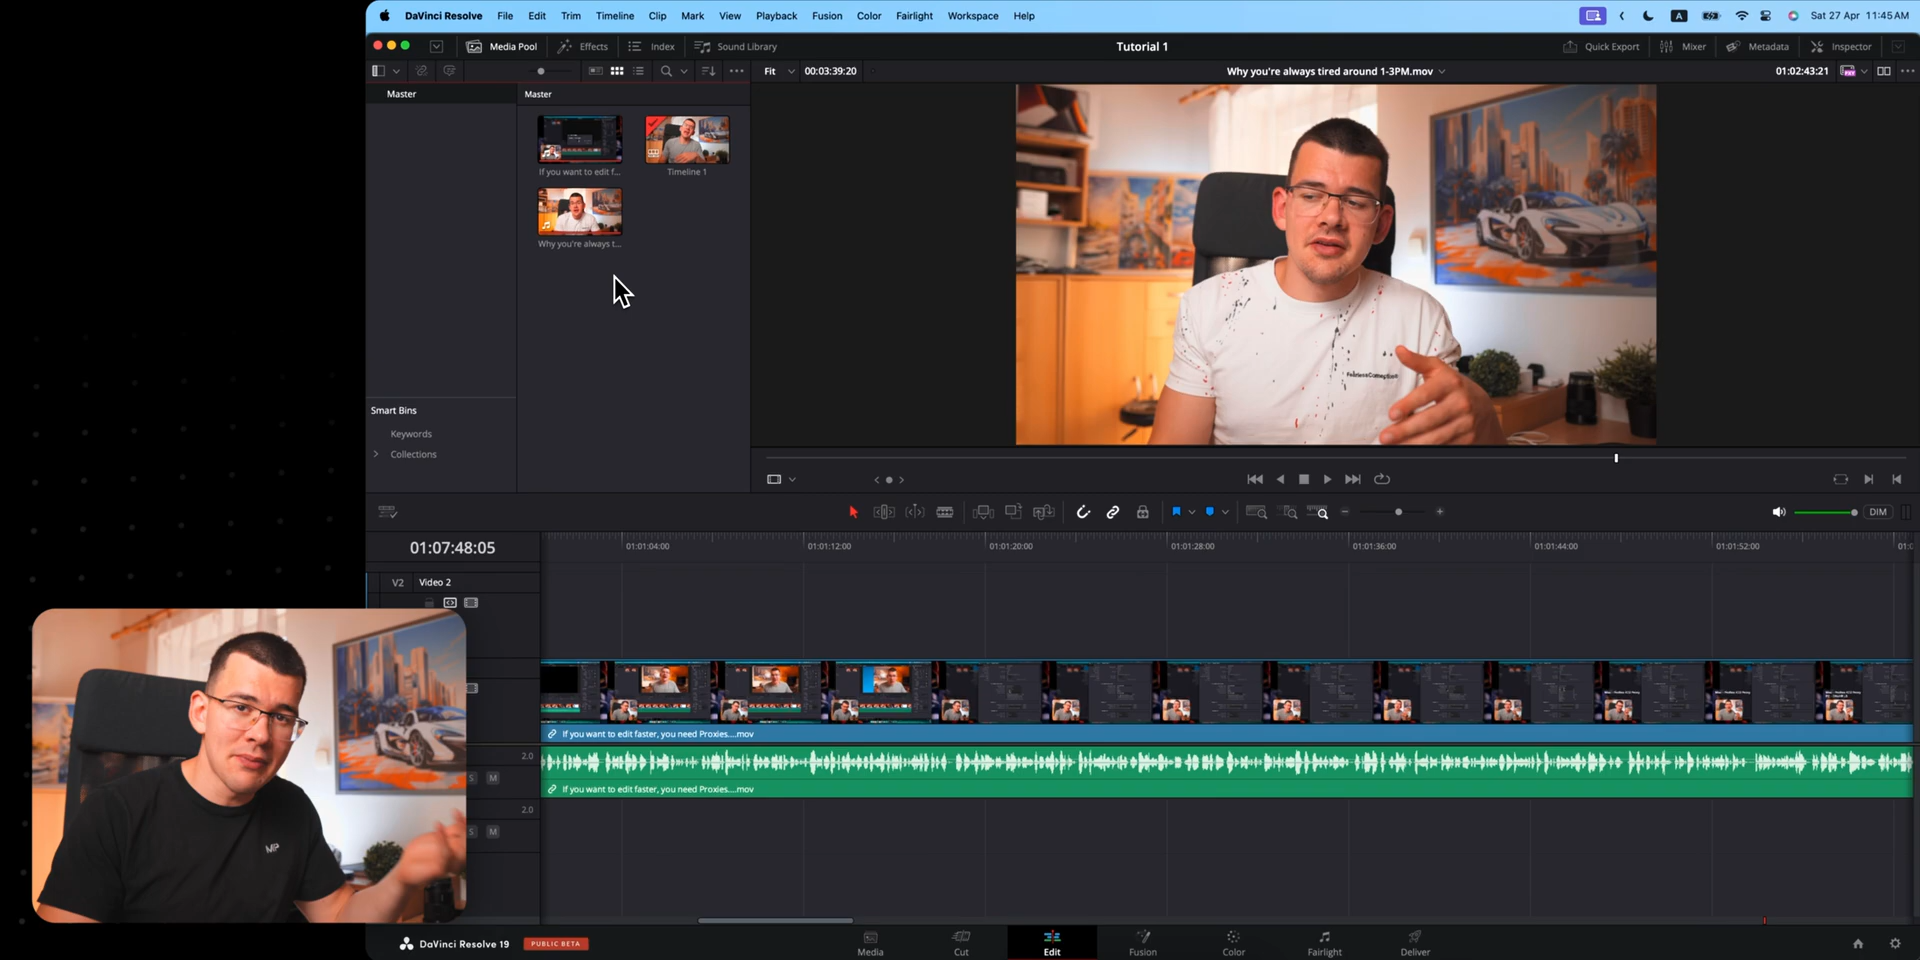 DaVinci Resolve File Edit Trim Timeline Clip Mark View Playback Fusion Color Fairlight Workspace Help
A Sat 27 Apr 11:45 AM
Media Pool Effects Index Sound Library Tutorial 1 Quick Export Mixer Metadata Inspector
Fit 00:03:39:20 Why you're always tired around 1-3PM.mov 01:02:43:21
Master Master
If you want to edit f... Timeline 1
Why you're always t...
FearlessConnections
Smart Bins
Keywords
Collections
DIM
01:07:48:05 01:01:04:00 01:01:12:00 01:01:20:00 01:01:28:00 01:01:36:00 01:01:44:00 01:01:52:00
V2 Video 2
If you want to edit faster, you need Proxies....mov
2.0
S M
If you want to edit faster, you need Proxies....mov
2.0
S M
MP
DaVinci Resolve 19 PUBLIC BETA Media Cut Edit Fusion Color Fairlight Deliver